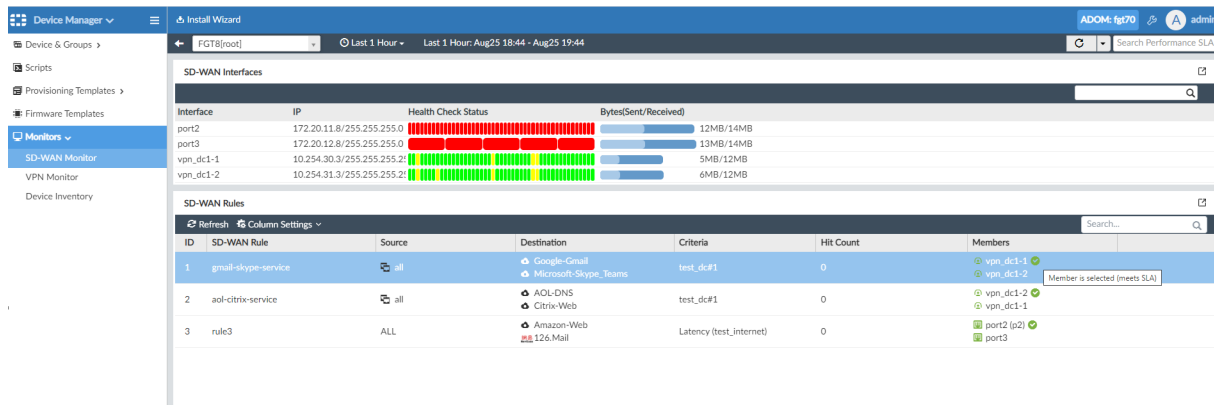 Device Manager
Install Wizard
ADOM: fgt70
A
admin
Device & Groups
FGT8[root]
Last 1 Hour
Last 1 Hour: Aug25 18:44 - Aug25 19:44
Search Performance SLA
Scripts
Provisioning Templates
Firmware Templates
Monitors
SD-WAN Monitor
VPN Monitor
Device Inventory
SD-WAN Interfaces
Interface IP Health Check Status Bytes(Sent/Received)
port2 172.20.11.8/255.255.255.0 12MB/14MB
port3 172.20.12.8/255.255.255.0 13MB/14MB
vpn_dc1-1 10.254.30.3/255.255.255.25 5MB/12MB
vpn_dc1-2 10.254.31.3/255.255.255.25 6MB/12MB
SD-WAN Rules
Refresh Column Settings Search...
ID SD-WAN Rule Source Destination Criteria Hit Count Members
1 gmail-skype-service all Google-Gmail test_dc#1 0 vpn_dc1-1
Microsoft-Skype_Teams vpn_dc1-2
Member is selected (meets SLA)
2 aol-citrix-service all AOL-DNS test_dc#1 0 vpn_dc1-2
Citrix-Web vpn_dc1-1
3 rule3 ALL Amazon-Web Latency (test_internet) 0 port2 (p2)
126.Mail port3